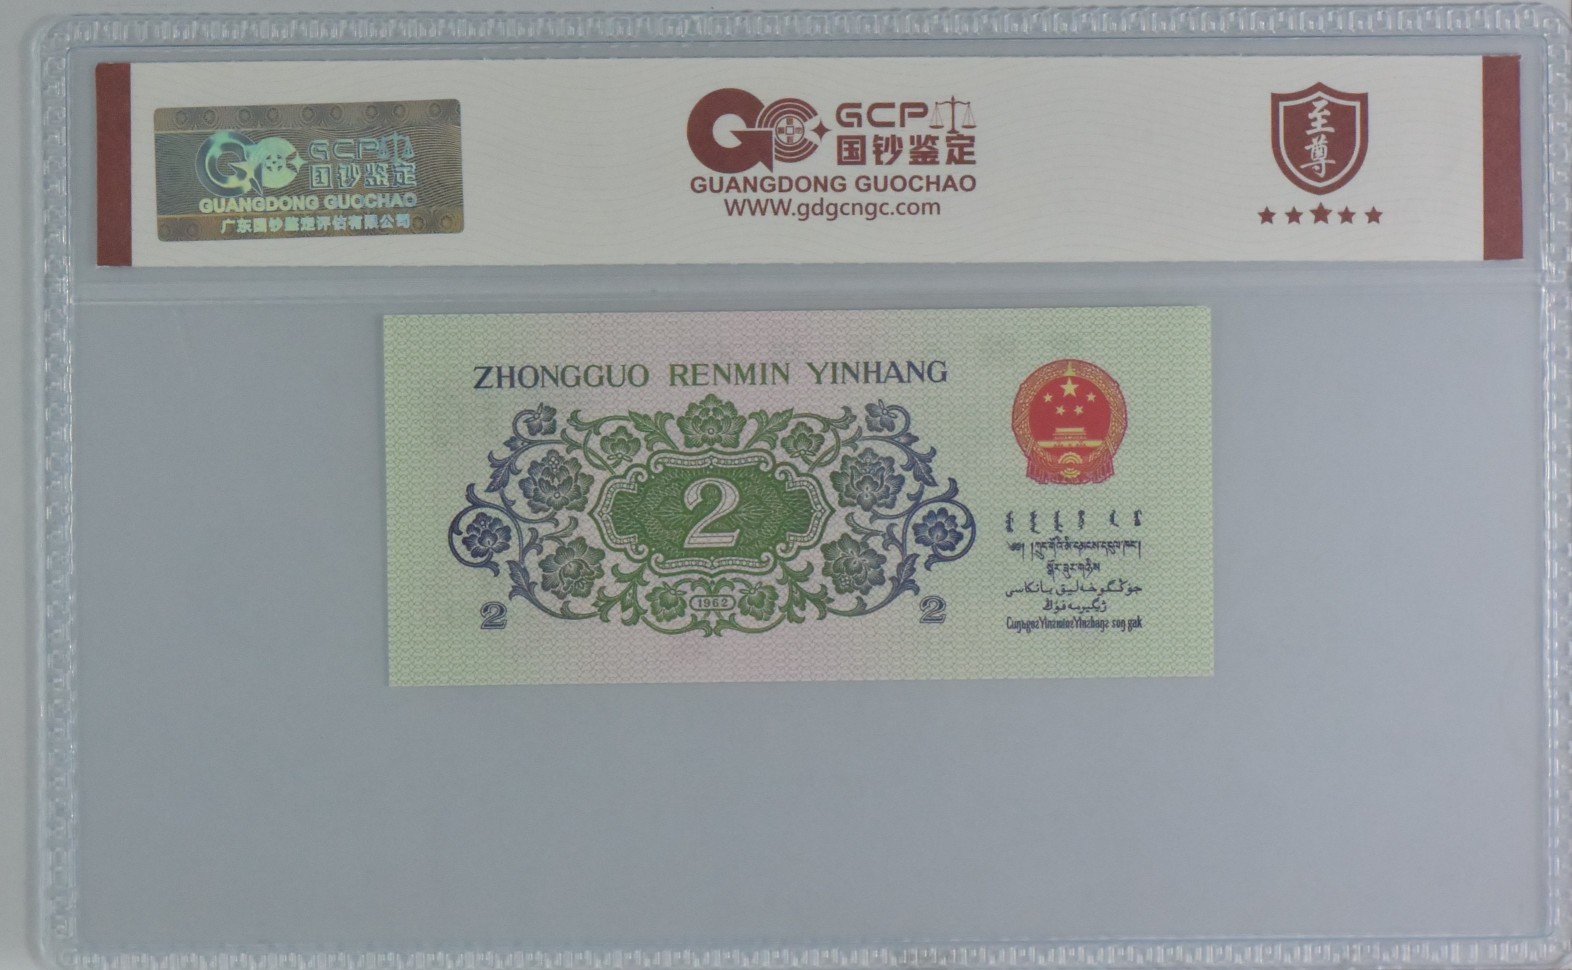 GCP
国钞鉴定
GUANGDONG GUOCHAO
广东国钞鉴定评估有限公司
GCP
国钞鉴定
GUANGDONG GUOCHAO
WWW.gdgcngc.com
至尊
ZHONGGUO RENMIN YINHANG
2
1962
2
2
جۇڭگوخەلىق بانكاسى